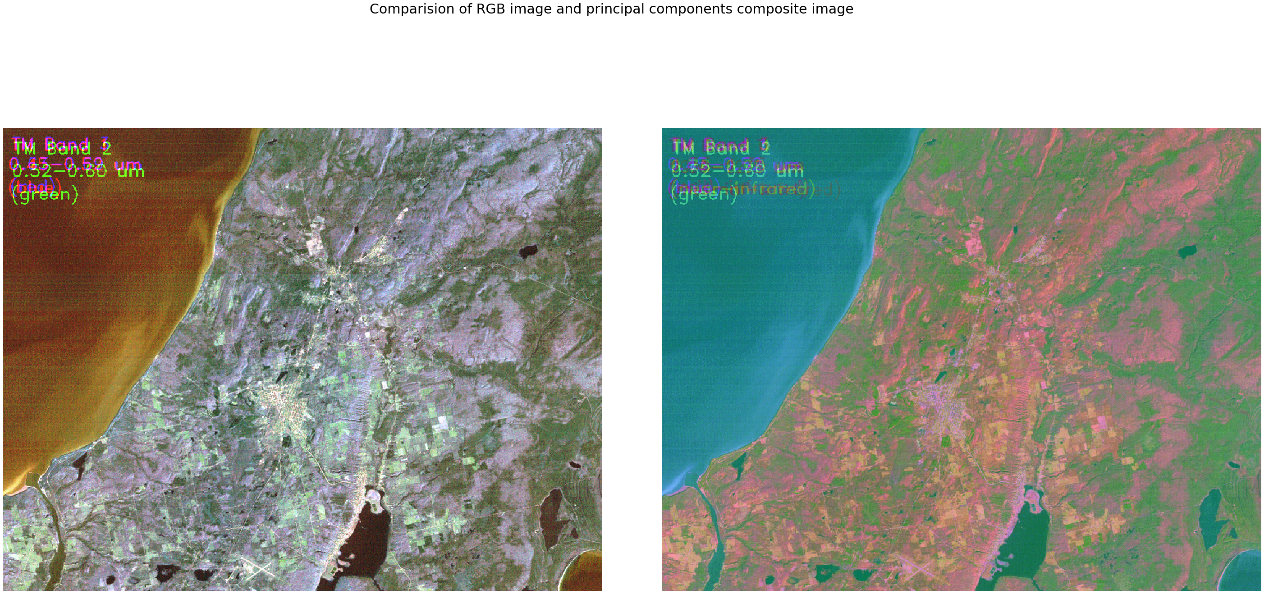 Comparision of RGB image and principal components composite image
TM Band 2
0.52-0.60 um
(green)
TM Band 2
0.52-0.60 um
(green)